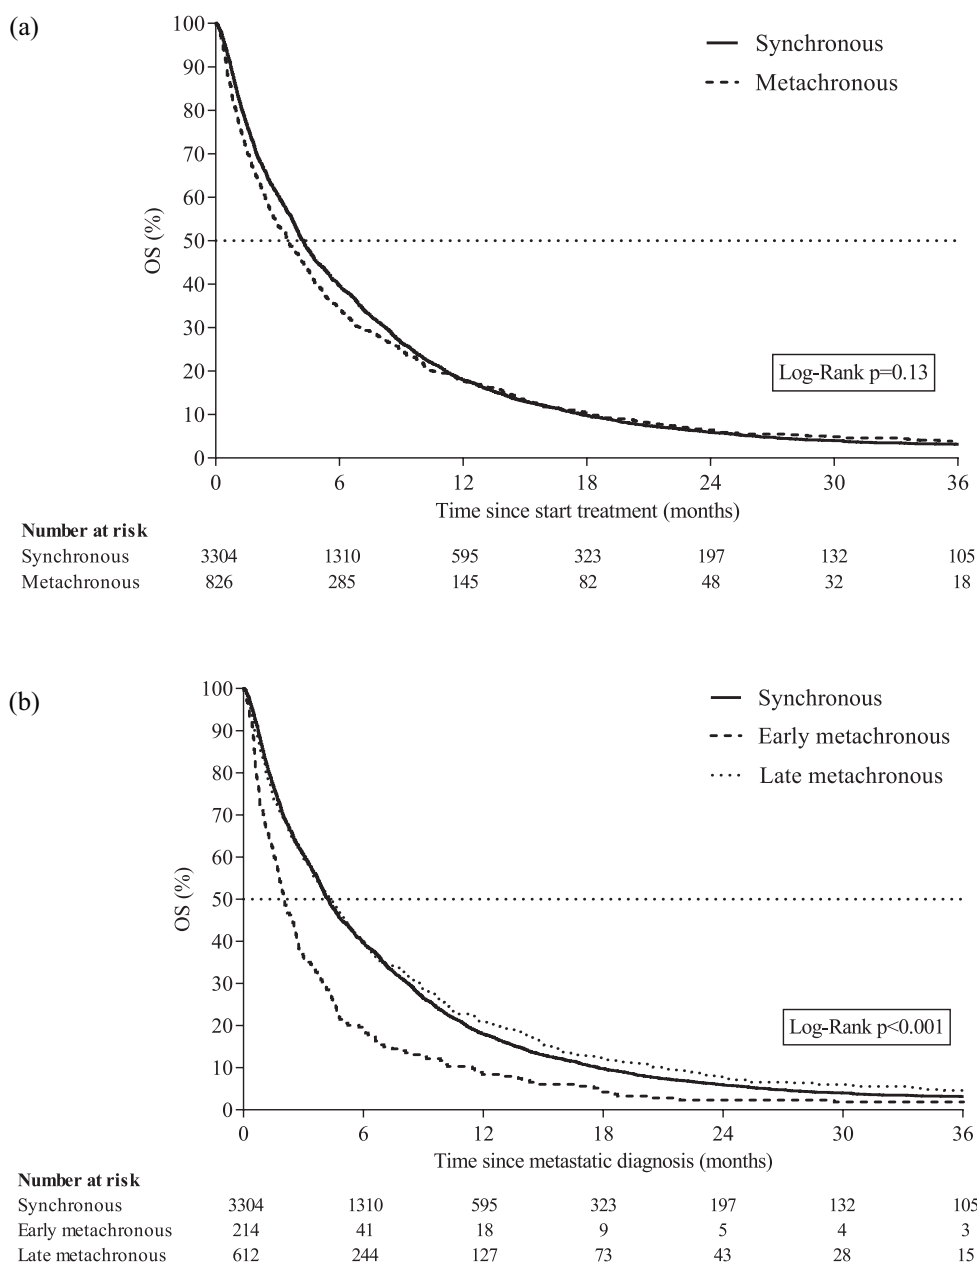 (a)
Synchronous
Metachronous
100
90
80
70
60
50
40
30
20
10
0
OS (%)
Log-Rank p=0.13
0 6 12 18 24 30 36
Time since start treatment (months)
Number at risk
Synchronous 3304 1310 595 323 197 132 105
Metachronous 826 285 145 82 48 32 18
(b)
Synchronous
Early metachronous
Late metachronous
100
90
80
70
60
50
40
30
20
10
0
OS (%)
Log-Rank p<0.001
0 6 12 18 24 30 36
Time since metastatic diagnosis (months)
Number at risk
Synchronous 3304 1310 595 323 197 132 105
Early metachronous 214 41 18 9 5 4 3
Late metachronous 612 244 127 73 43 28 15